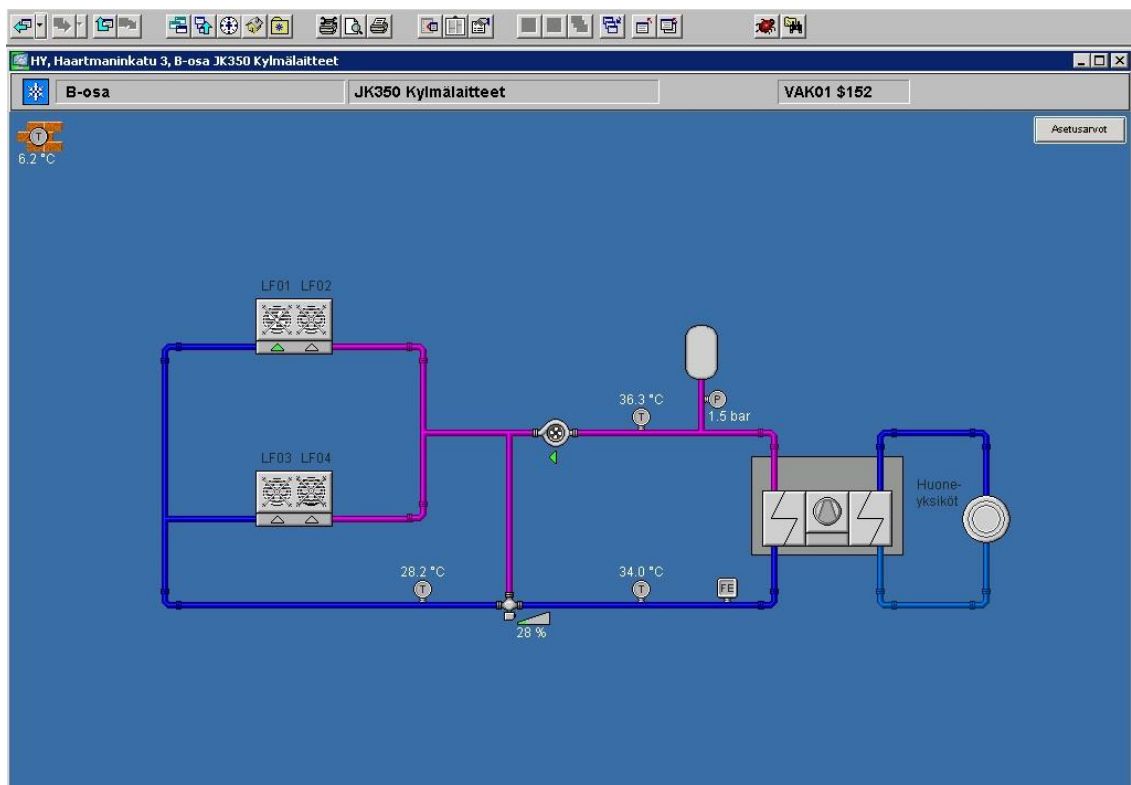 HY, Haartmaninkatu 3, B-osa JK350 Kylmälaitteet
B-osa JK350 Kylmälaitteet VAK01 $152
Asetusarvot
T
6.2 °C
LF01 LF02
36.3 °C
T
P
1.5 bar
LF03 LF04
Huone-
yksiköt
28.2 °C
T
34.0 °C
T
FE
28 %